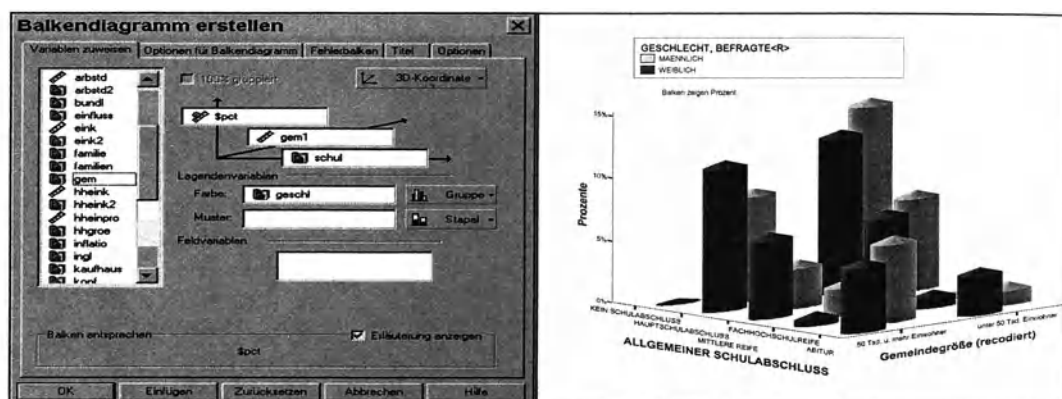 Balkendiagramm erstellen
Variablen zuweisen
Optionen für Balkendiagramm
Fehlerbalken
Titel
Optionen
arbstd
arbstd2
bundl
einfluss
eink
eink2
familie
familien
gem
hheink
hheink2
hheinpro
hhgroe
inflatio
ingl
kaufhaus
konf
100% gruppiert
3D-Koordinate
$pct
gem1
schul
Legendenvariablen
Farbe:
geschl
Gruppe
Muster:
Stapel
Feldvariablen
Balken entsprechen
Erläuterung anzeigen
$pct
OK
Einfügen
Zurücksetzen
Abbrechen
Hilfe
GESCHLECHT, BEFRAGTE<R>
MAENNLICH
WEIBLICH
Balken zeigen Prozent
15%
10%
5%
0%
Prozente
KEIN SCHULABSCHLUSS
HAUPTSCHULABSCHLUSS
MITTLERE REIFE
FACHHOCHSCHULREIFE
ABITUR
ALLGEMEINER SCHULABSCHLUSS
50 Tsd. u. mehr Einwohner
unter 50 Tsd. Einwohner
Gemeindegröße (recodiert)